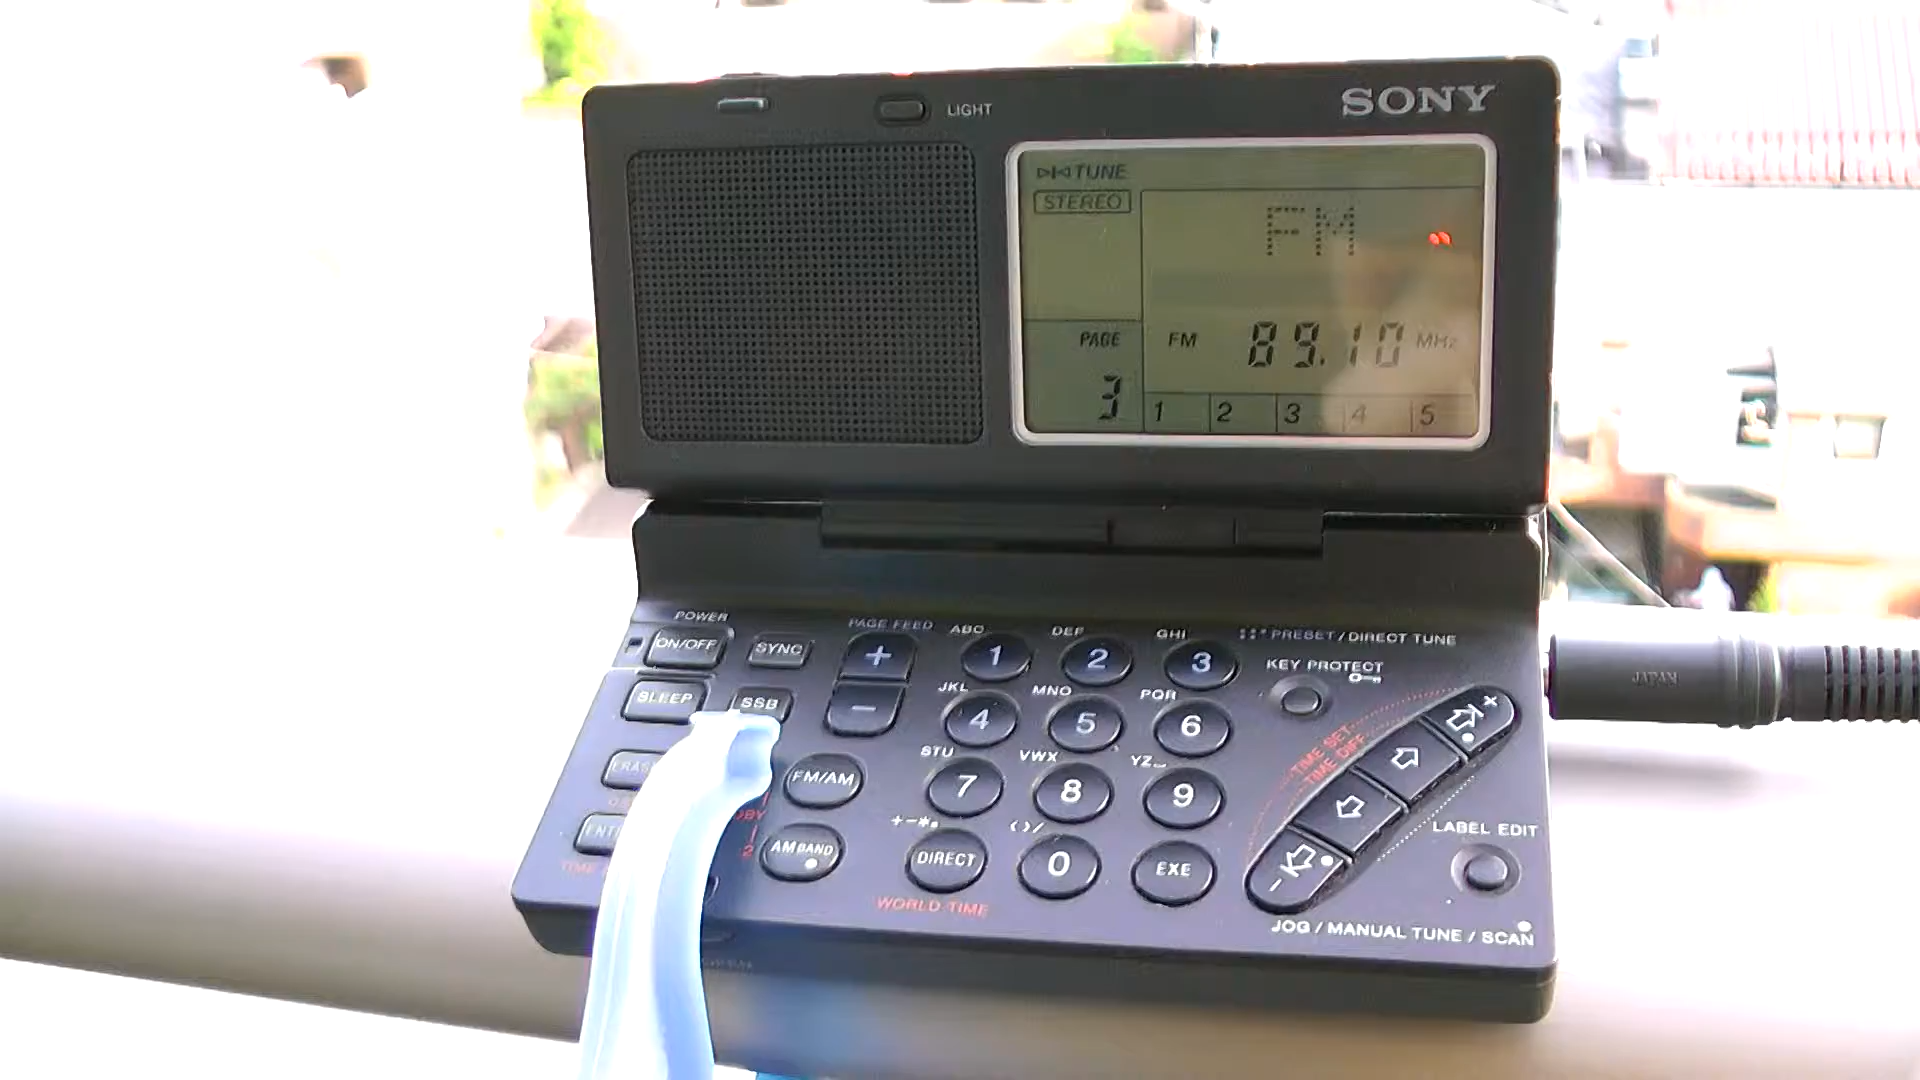 LIGHT
SONY
TUNE
STEREO
FM
PAGE
FM 89.10 MHz
3
1 2 3 4 5
POWER
ON/OFF
SYNC
PAGE FEED
+
−
ABC
1
DEF
2
GHI
3
PRESET/DIRECT TUNE
KEY PROTECT
SLEEP
SSB
JKL
4
MNO
5
PQR
6
TIME SET
TIME DIFF
+
FM/AM
STU
7
VWX
8
YZ_
9
2
AM BAND
+-*.
DIRECT
()/
0
EXE
WORLD TIME
−
LABEL EDIT
JOG / MANUAL TUNE / SCAN
JAPAN